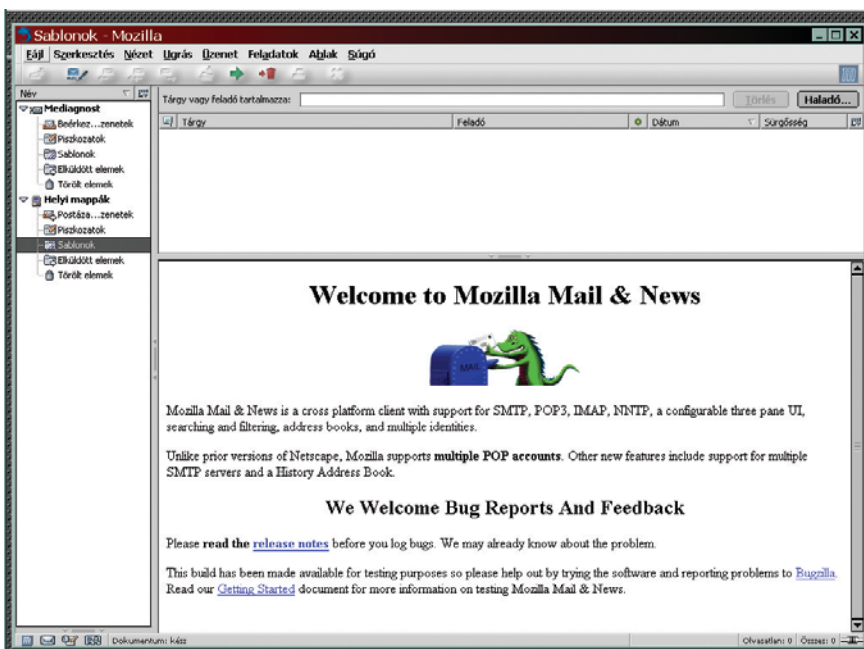 Sablonok - Mozilla
Fájl Szerkesztés Nézet Ugrás Üzenet Feladatok Ablak Súgó
Név
Tárgy vagy feladó tartalmazza: Törlés Haladó...
Tárgy Feladó Dátum Sürgősség
Mediagnost
Beérkez...zenetek
Piszkozatok
Sablonok
Elküldött elemek
Törölt elemek
Helyi mappák
Postáza...zenetek
Piszkozatok
Sablonok
Elküldött elemek
Törölt elemek
Welcome to Mozilla Mail & News
MAIL
Mozilla Mail & News is a cross platform client with support for SMTP, POP3, IMAP, NNTP, a configurable three pane UI,
searching and filtering, address books, and multiple identities.
Unlike prior versions of Netscape, Mozilla supports multiple POP accounts. Other new features include support for multiple
SMTP servers and a History Address Book.
We Welcome Bug Reports And Feedback
Please read the release notes before you log bugs. We may already know about the problem.
This build has been made available for testing purposes so please help out by trying the software and reporting problems to Bugzilla.
Read our Getting Started document for more information on testing Mozilla Mail & News.
Dokumentum: kész
Olvasatlan: 0 Összes: 0